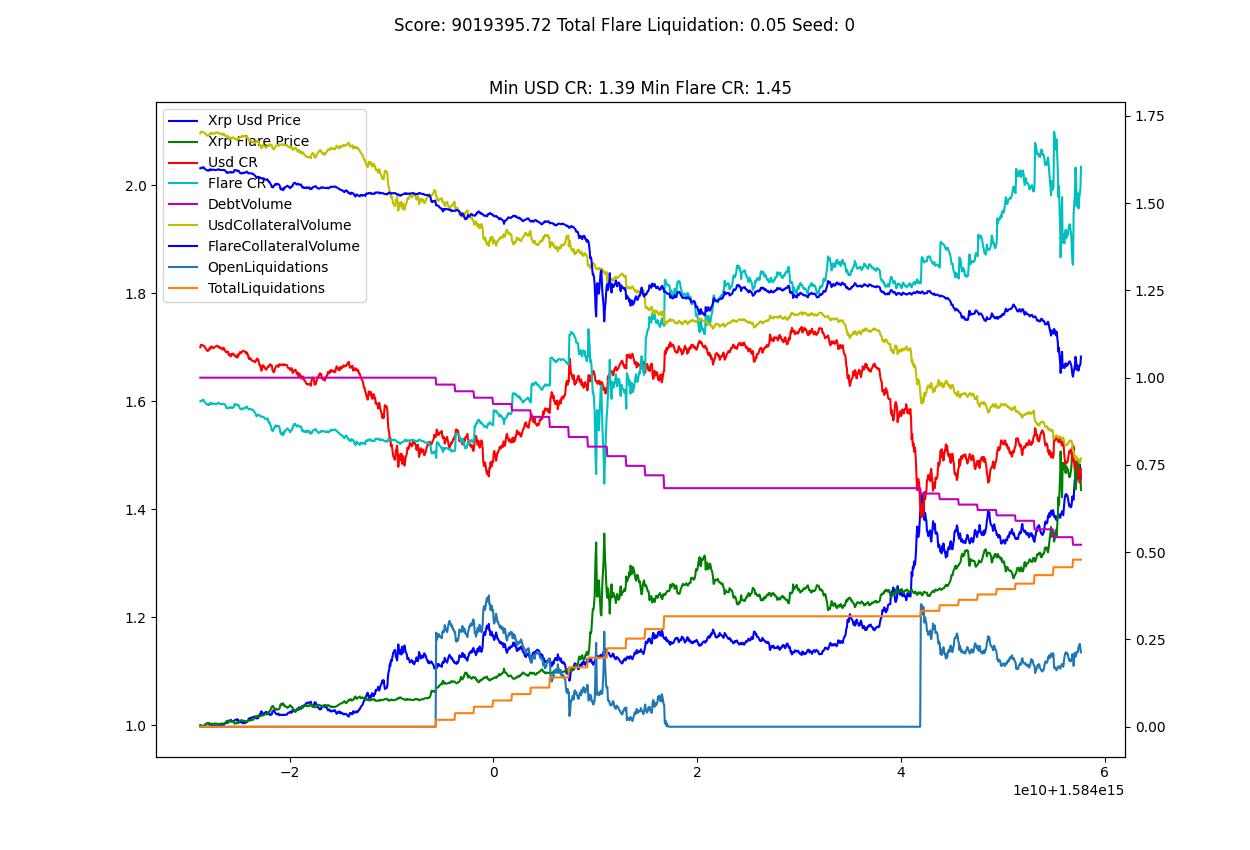 Score: 9019395.72 Total Flare Liquidation: 0.05 Seed: 0
Min USD CR: 1.39 Min Flare CR: 1.45
Xrp Usd Price
Xrp Flare Price
Usd CR
Flare CR
DebtVolume
UsdCollateralVolume
FlareCollateralVolume
OpenLiquidations
TotalLiquidations
2.0
1.8
1.6
1.4
1.2
1.0
1.75
1.50
1.25
1.00
0.75
0.50
0.25
0.00
−2
0
2
4
6
1e10+1.584e15